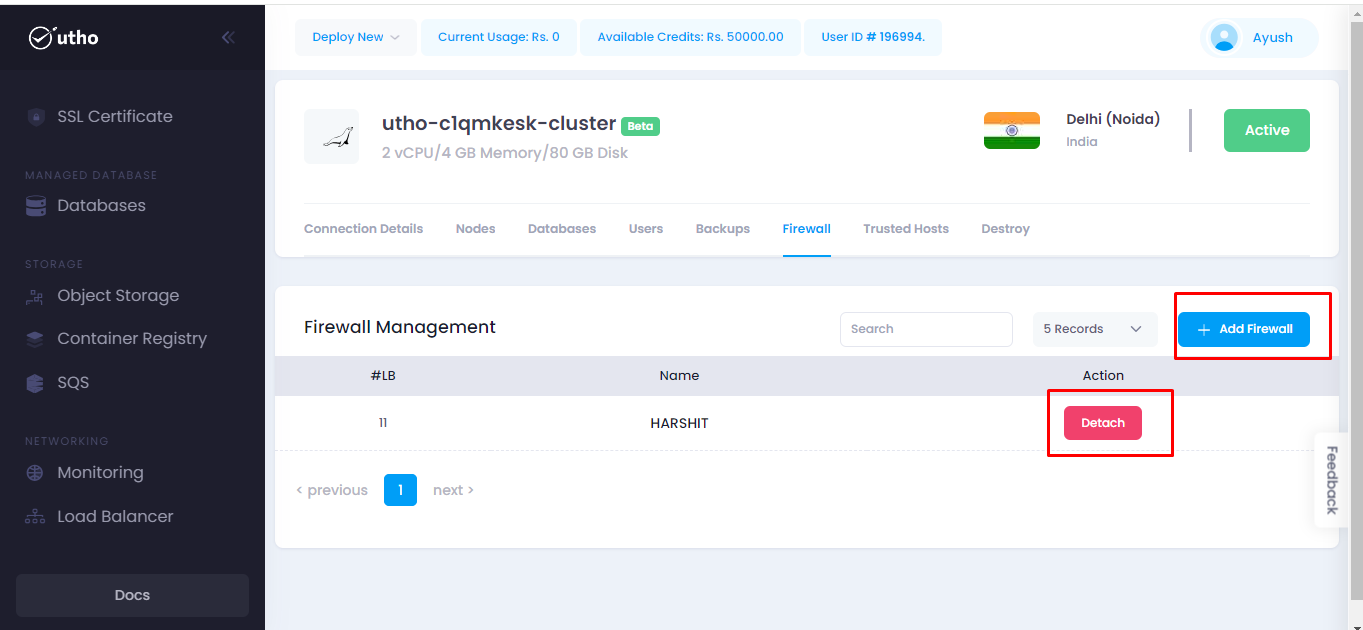 utho
Deploy New
Current Usage: Rs. 0
Available Credits: Rs. 50000.00
User ID # 196994.
Ayush
SSL Certificate
MANAGED DATABASE
Databases
STORAGE
Object Storage
Container Registry
SQS
NETWORKING
Monitoring
Load Balancer
Docs
utho-c1qmkesk-cluster Beta
2 vCPU/4 GB Memory/80 GB Disk
Delhi (Noida)
India
Active
Connection Details Nodes Databases Users Backups Firewall Trusted Hosts Destroy
Firewall Management
Search
5 Records
+ Add Firewall
#LB Name Action
11 HARSHIT Detach
< previous 1 next >
Feedback